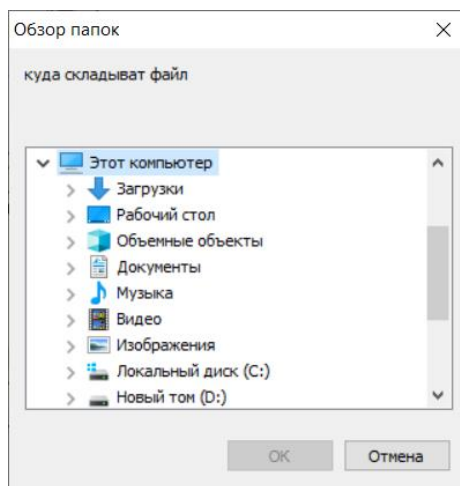 Обзор папок
куда складыват файл
Этот компьютер
Загрузки
Рабочий стол
Объемные объекты
Документы
Музыка
Видео
Изображения
Локальный диск (C:)
Новый том (D:)
OK
Отмена